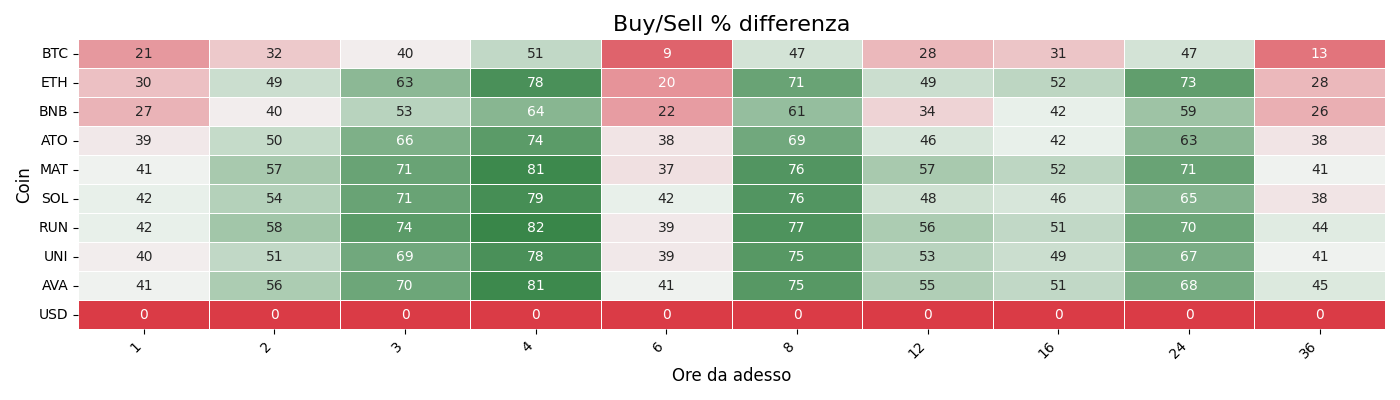 Buy/Sell % differenza
Coin
BTC 21 32 40 51 9 47 28 31 47 13
ETH 30 49 63 78 20 71 49 52 73 28
BNB 27 40 53 64 22 61 34 42 59 26
ATO 39 50 66 74 38 69 46 42 63 38
MAT 41 57 71 81 37 76 57 52 71 41
SOL 42 54 71 79 42 76 48 46 65 38
RUN 42 58 74 82 39 77 56 51 70 44
UNI 40 51 69 78 39 75 53 49 67 41
AVA 41 56 70 81 41 75 55 51 68 45
USD 0 0 0 0 0 0 0 0 0 0
1 2 3 4 6 8 12 16 24 36
Ore da adesso